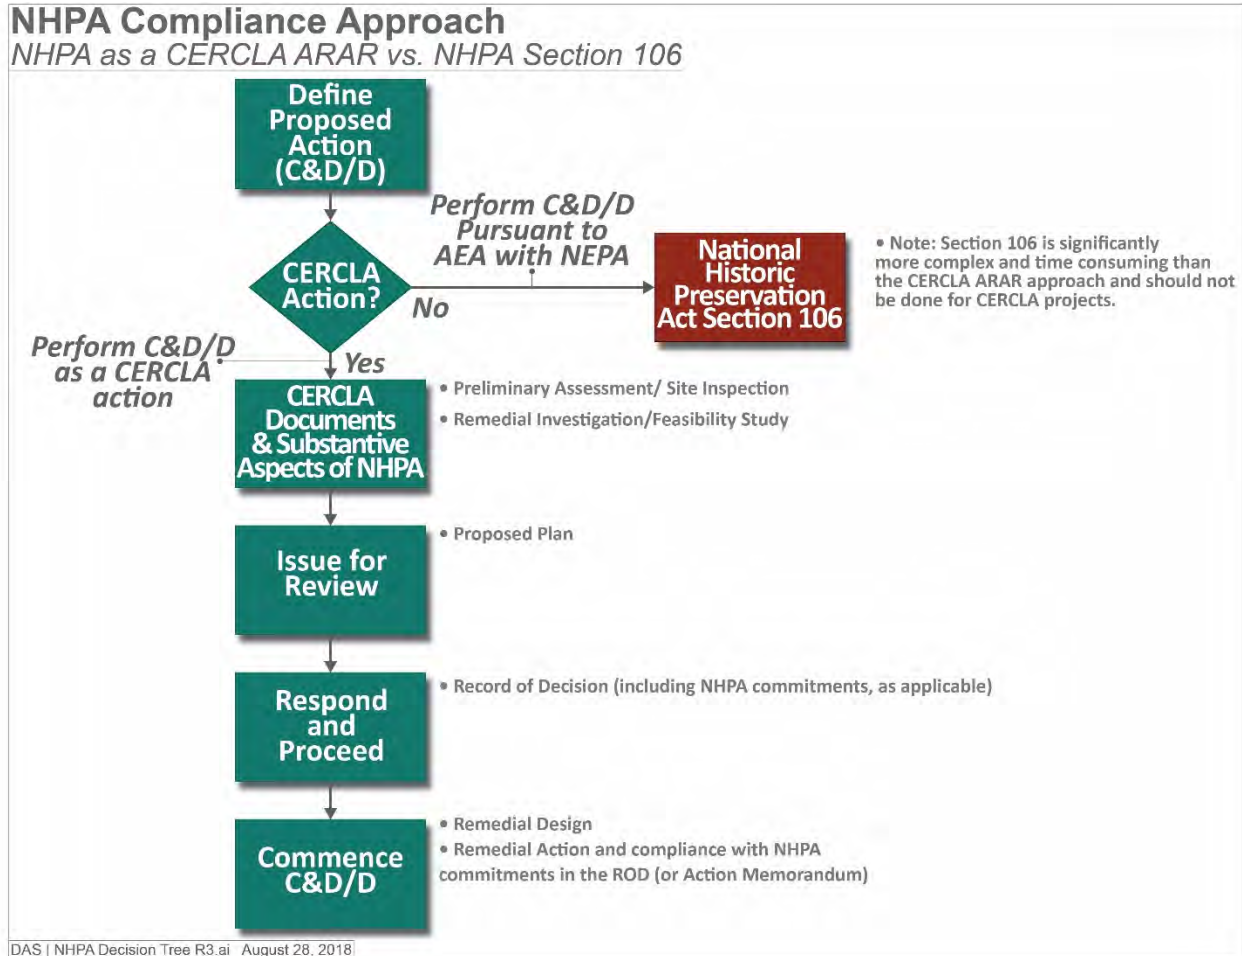 NHPA Compliance Approach
NHPA as a CERCLA ARAR vs. NHPA Section 106
Define
Proposed
Action
(C&D/D)
Perform C&D/D
Pursuant to
AEA with NEPA
CERCLA
Action?
No
National
Historic
Preservation
Act Section 106
• Note: Section 106 is significantly
more complex and time consuming than
the CERCLA ARAR approach and should not
be done for CERCLA projects.
Perform C&D/D
as a CERCLA
action
Yes
CERCLA
Documents
& Substantive
Aspects of NHPA
• Preliminary Assessment/ Site Inspection
• Remedial Investigation/Feasibility Study
Issue for
Review
• Proposed Plan
Respond
and
Proceed
• Record of Decision (including NHPA commitments, as applicable)
Commence
C&D/D
• Remedial Design
• Remedial Action and compliance with NHPA
commitments in the ROD (or Action Memorandum)
DAS | NHPA Decision Tree R3.ai August 28, 2018